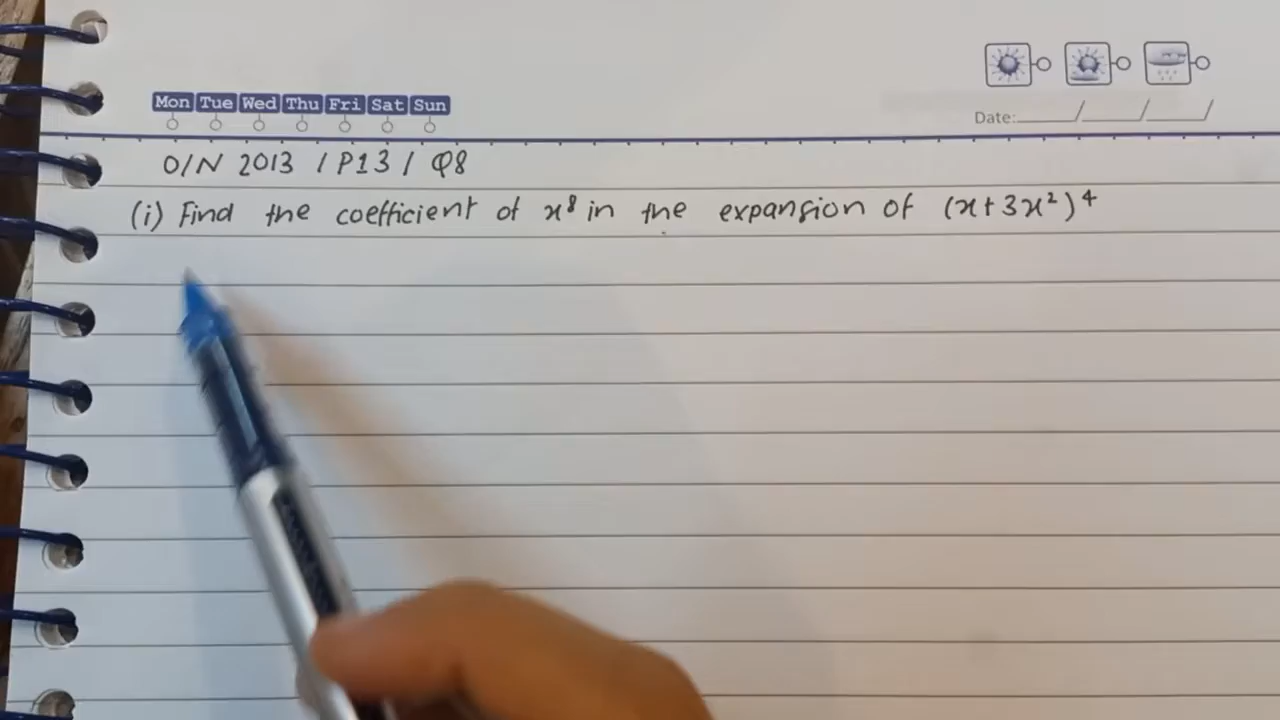 Mon Tue Wed Thu Fri Sat Sun
Date: / / /
O/N 2013 / P13 / Q8
(i) Find the coefficient of x⁸ in the expansion of (x+3x²)⁴